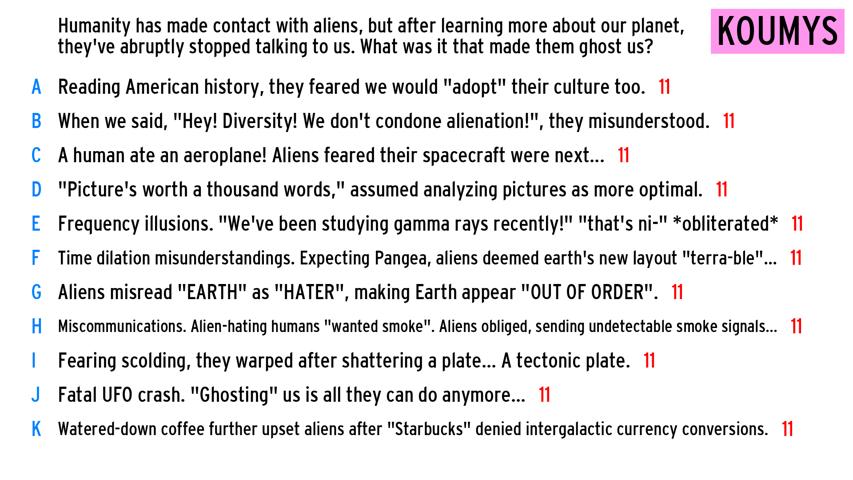 Humanity has made contact with aliens, but after learning more about our planet,
they've abruptly stopped talking to us. What was it that made them ghost us?
KOUMYS
A Reading American history, they feared we would "adopt" their culture too. 11
B When we said, "Hey! Diversity! We don't condone alienation!", they misunderstood. 11
C A human ate an aeroplane! Aliens feared their spacecraft were next... 11
D "Picture's worth a thousand words," assumed analyzing pictures as more optimal. 11
E Frequency illusions. "We've been studying gamma rays recently!" "that's ni-" *obliterated* 11
F Time dilation misunderstandings. Expecting Pangea, aliens deemed earth's new layout "terra-ble"... 11
G Aliens misread "EARTH" as "HATER", making Earth appear "OUT OF ORDER". 11
H Miscommunications. Alien-hating humans "wanted smoke". Aliens obliged, sending undetectable smoke signals... 11
I Fearing scolding, they warped after shattering a plate... A tectonic plate. 11
J Fatal UFO crash. "Ghosting" us is all they can do anymore... 11
K Watered-down coffee further upset aliens after "Starbucks" denied intergalactic currency conversions. 11